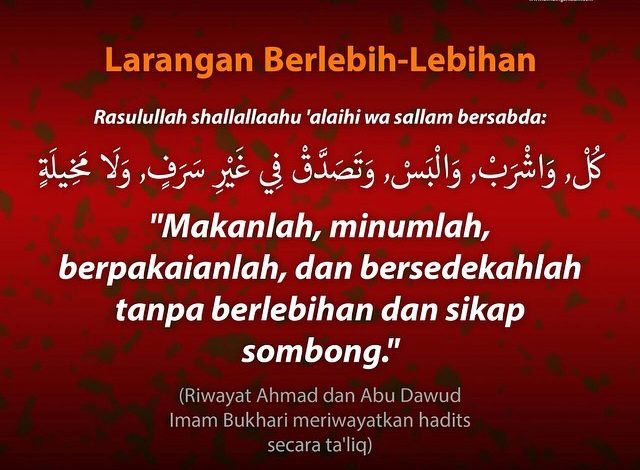 Larangan Berlebih-Lebihan
Rasulullah shallallaahu 'alaihi wa sallam bersabda:
كُلْ, وَاشْرَبْ, وَالْبَسْ, وَتَصَدَّقْ فِي غَيْرِ سَرَفٍ, وَلَا مَخِيلَةٍ
"Makanlah, minumlah,
berpakaianlah, dan bersedekahlah
tanpa berlebihan dan sikap
sombong."
(Riwayat Ahmad dan Abu Dawud
Imam Bukhari meriwayatkan hadits
secara ta'liq)